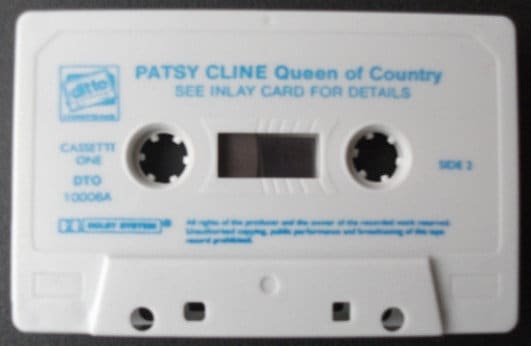 PATSY CLINE Queen of Country
SEE INLAY CARD FOR DETAILS
ditto
CASSETTE
ONE
SIDE 2
DTO
10006A
DOLBY SYSTEM ®
All rights of the producer and the owner of the recorded work reserved.
Unauthorised copying, public performance and broadcasting of this tape
record prohibited.